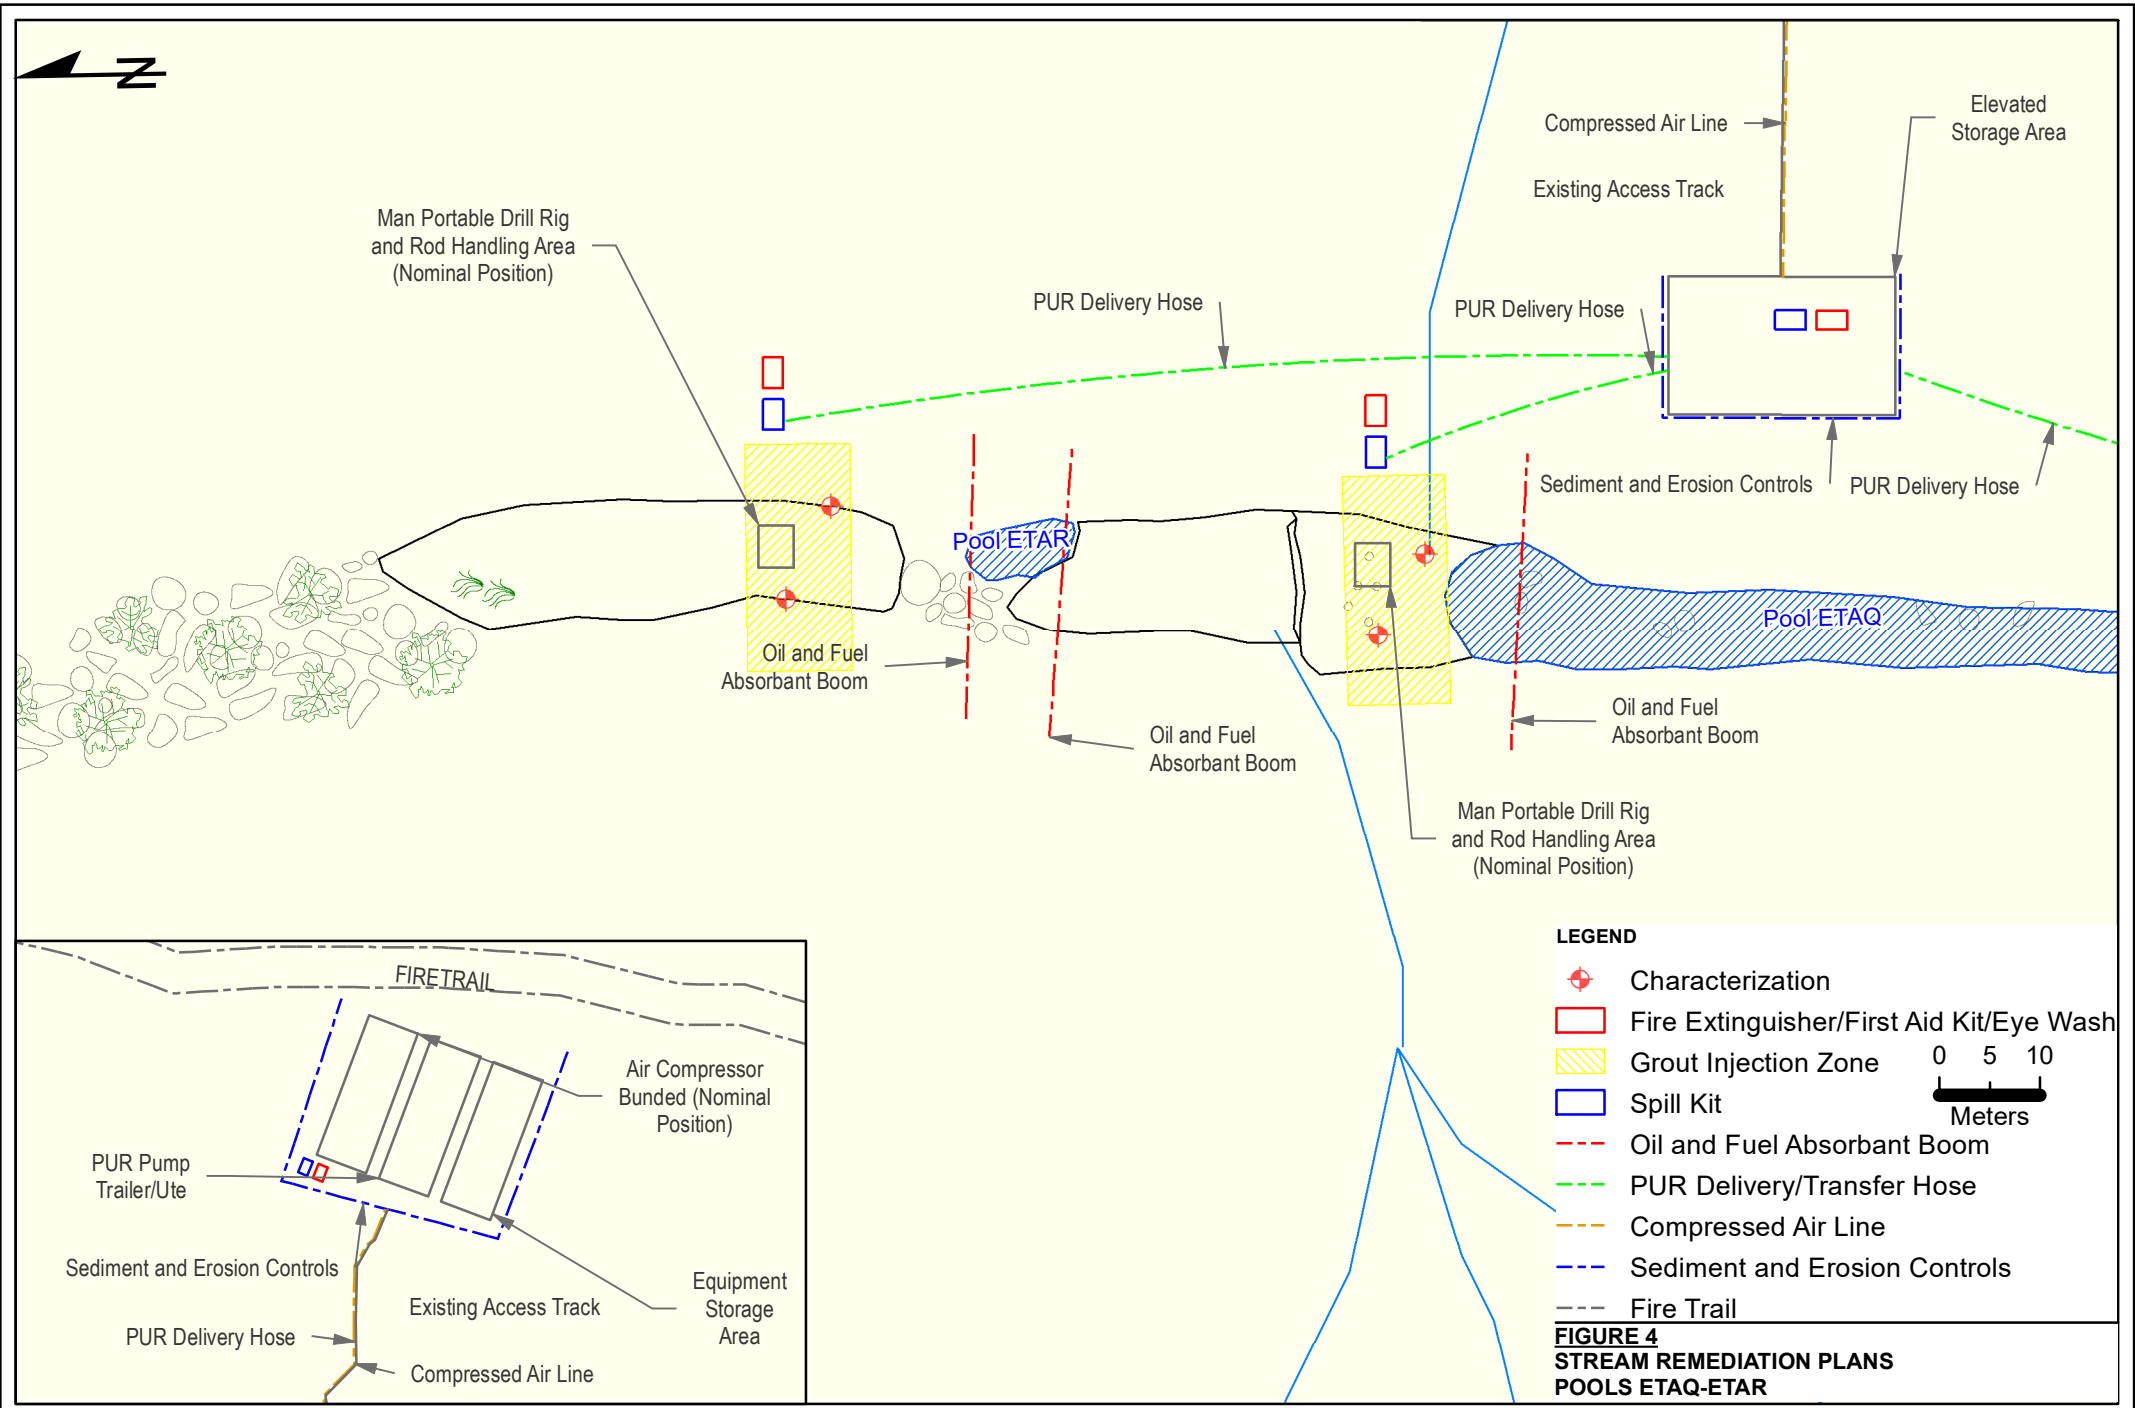 N
Compressed Air Line
Elevated
Storage Area
Existing Access Track
Man Portable Drill Rig
and Rod Handling Area
(Nominal Position)
PUR Delivery Hose
PUR Delivery Hose
Sediment and Erosion Controls
PUR Delivery Hose
Pool ETAR
Pool ETAQ
Oil and Fuel
Absorbant Boom
Oil and Fuel
Absorbant Boom
Oil and Fuel
Absorbant Boom
Man Portable Drill Rig
and Rod Handling Area
(Nominal Position)
FIRETRAIL
Air Compressor
Bunded (Nominal
Position)
PUR Pump
Trailer/Ute
Sediment and Erosion Controls
Existing Access Track
Equipment
Storage
Area
PUR Delivery Hose
Compressed Air Line
LEGEND
Characterization
Fire Extinguisher/First Aid Kit/Eye Wash
Grout Injection Zone
Spill Kit
Oil and Fuel Absorbant Boom
PUR Delivery/Transfer Hose
Compressed Air Line
Sediment and Erosion Controls
Fire Trail
0 5 10
Meters
FIGURE 4
STREAM REMEDIATION PLANS
POOLS ETAQ-ETAR